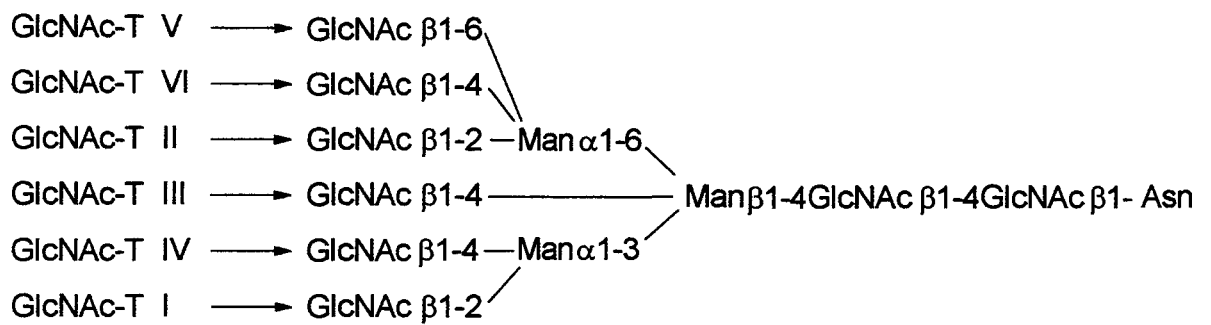 GlcNAc-T V GlcNAc β1-6
GlcNAc-T VI GlcNAc β1-4
GlcNAc-T II GlcNAc β1-2 Man α1-6
GlcNAc-T III GlcNAc β1-4 Man β1-4GlcNAc β1-4GlcNAc β1- Asn
GlcNAc-T IV GlcNAc β1-4 Man α1-3
GlcNAc-T I GlcNAc β1-2